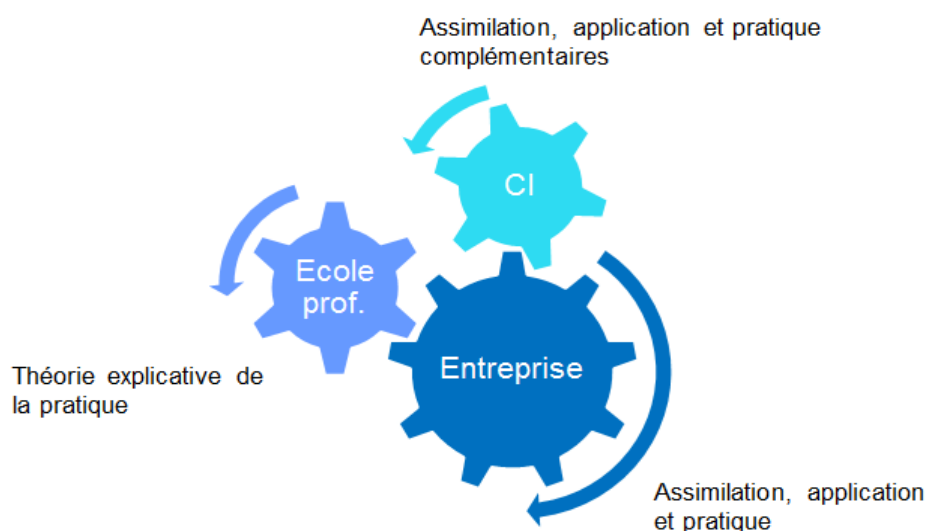 Assimilation, application et pratique
complémentaires
CI
Ecole
prof.
Entreprise
Théorie explicative de
la pratique
Assimilation, application
et pratique